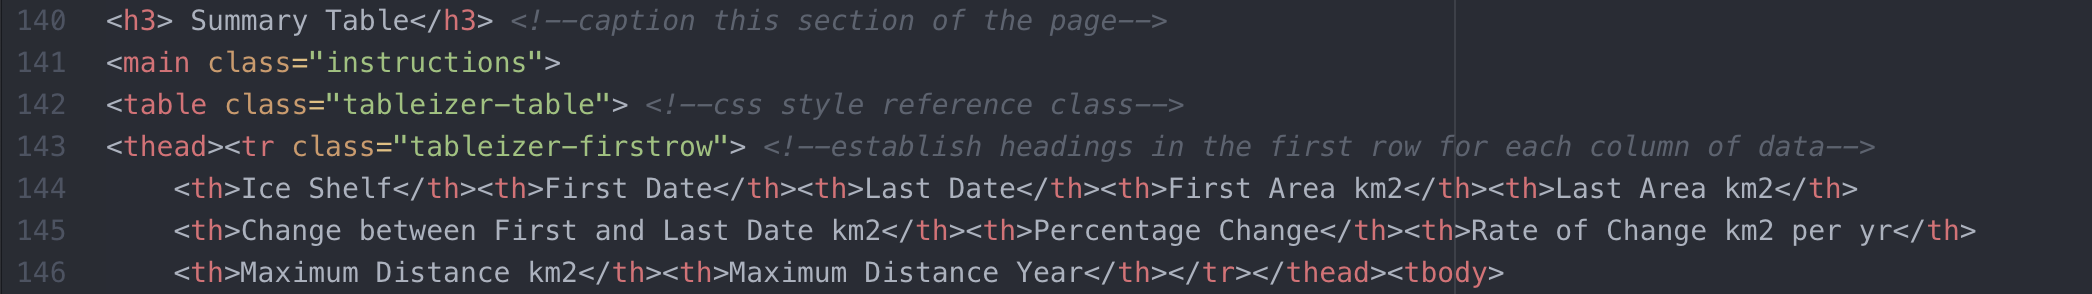 140 <h3> Summary Table</h3> <!--caption this section of the page-->
141 <main class="instructions">
142 <table class="tableizer-table"> <!--css style reference class-->
143 <thead><tr class="tableizer-firstrow"> <!--establish headings in the first row for each column of data-->
144 <th>Ice Shelf</th><th>First Date</th><th>Last Date</th><th>First Area km2</th><th>Last Area km2</th>
145 <th>Change between First and Last Date km2</th><th>Percentage Change</th><th>Rate of Change km2 per yr</th>
146 <th>Maximum Distance km2</th><th>Maximum Distance Year</th></tr></thead><tbody>